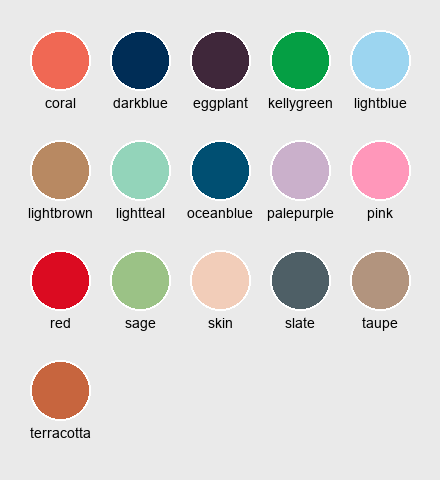 coral darkblue eggplant kellygreen lightblue
lightbrown lightteal oceanblue palepurple pink
red sage skin slate taupe
terracotta